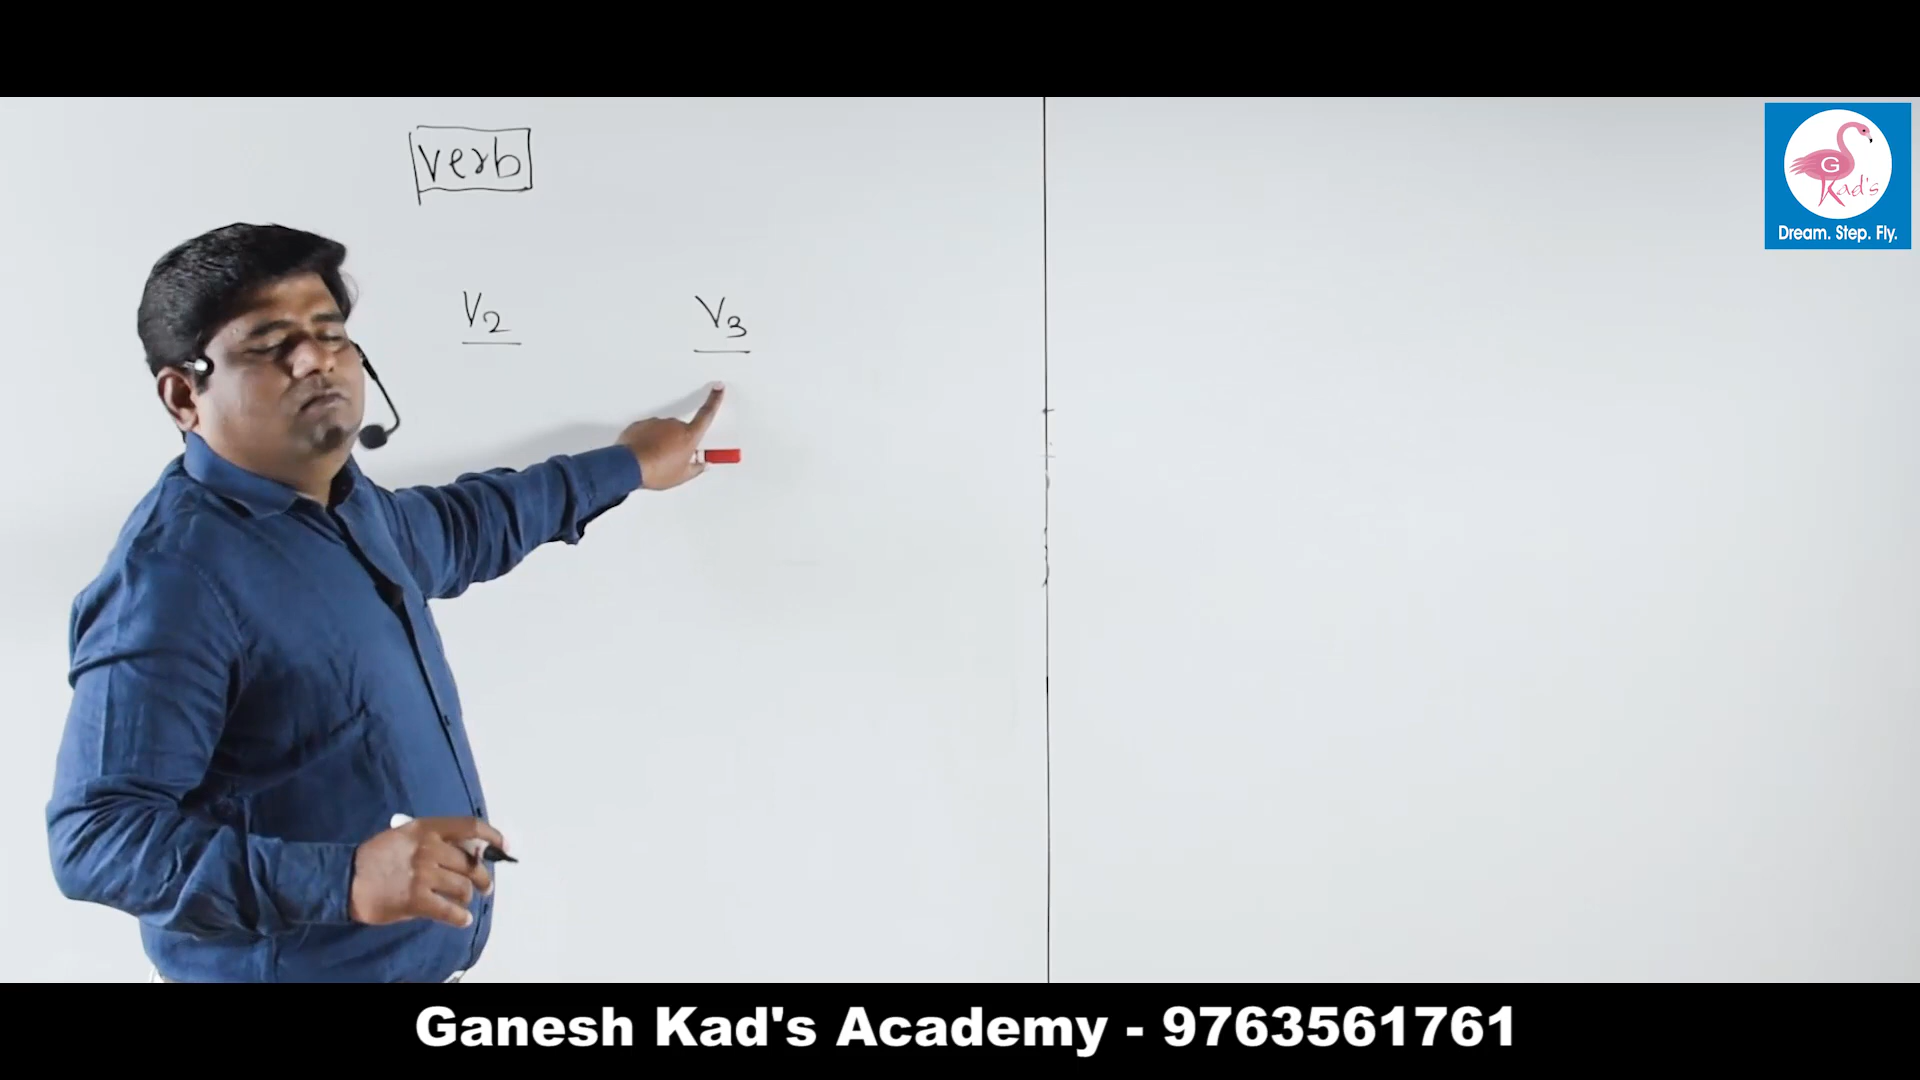 verb
V2 V3
G
Kad's
Dream. Step. Fly.
Ganesh Kad's Academy - 9763561761